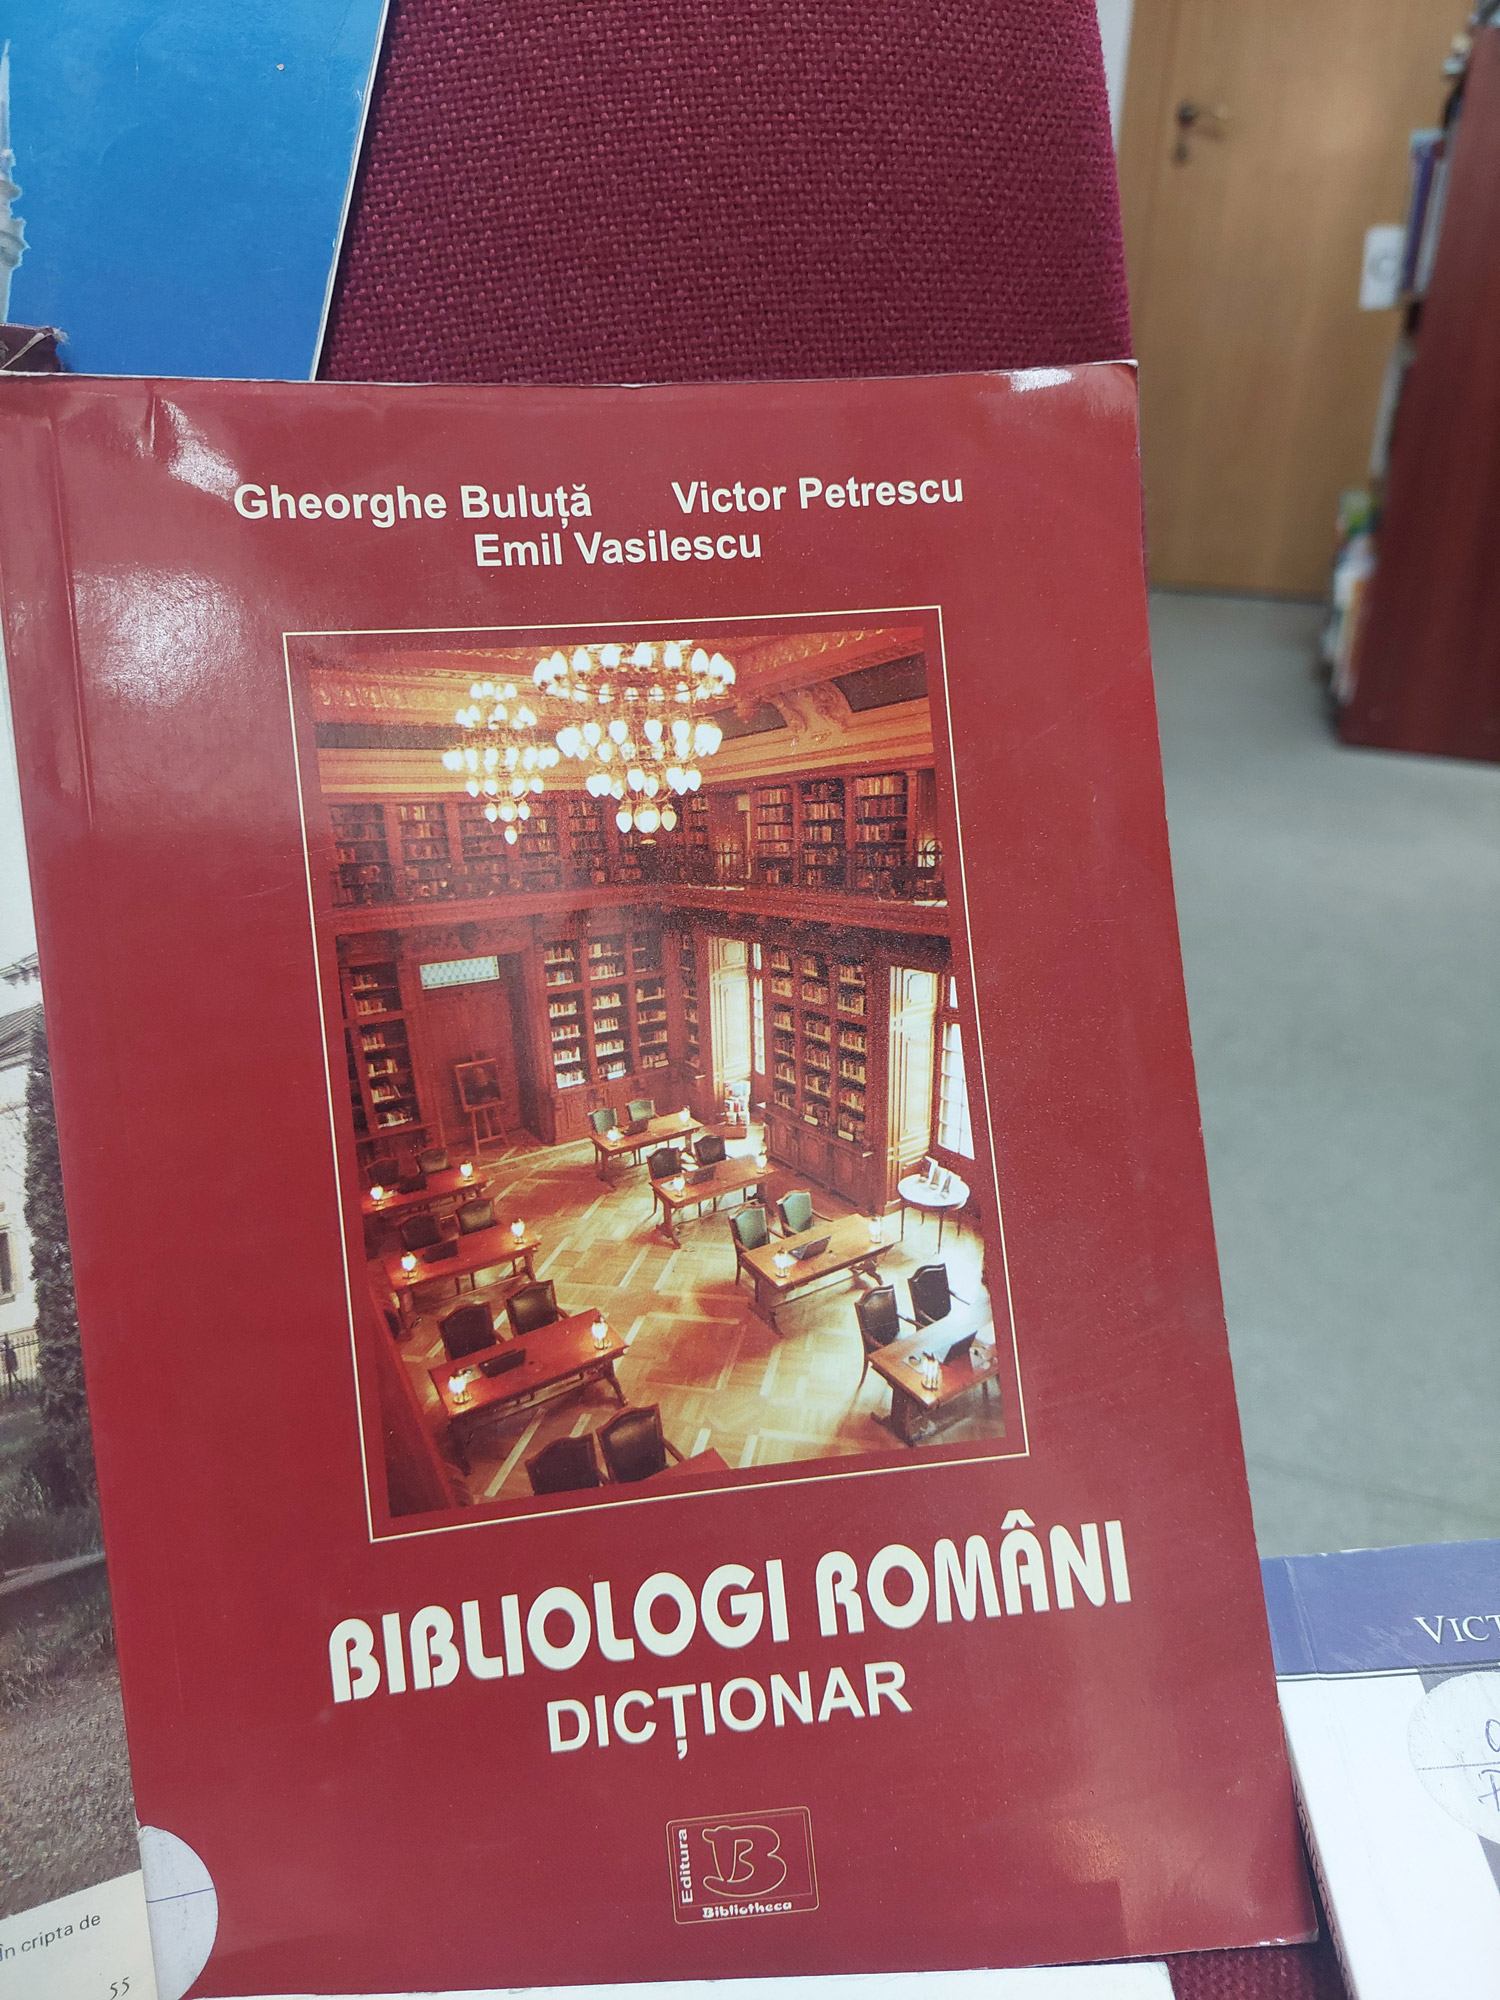 Gheorghe Buluță Victor Petrescu
Emil Vasilescu
BIBLIOLOGI ROMÂNI
DICȚIONAR
Editura
B
Bibliotheca
în cripta de
55
VICT